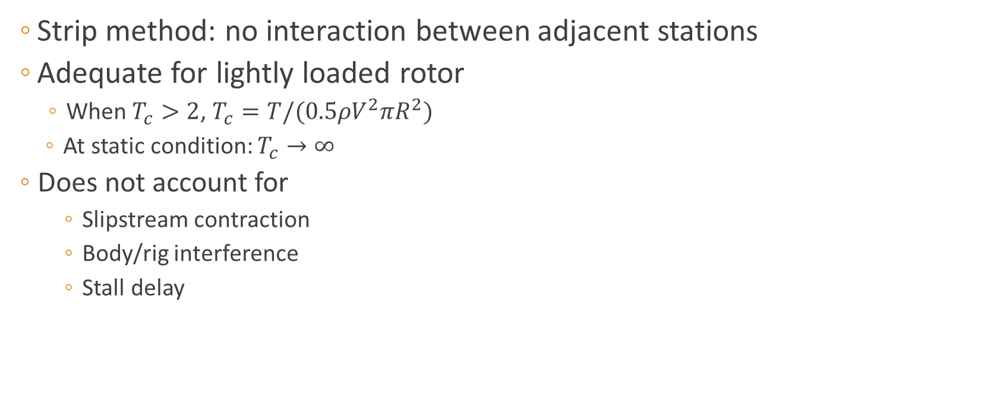 ◦ Strip method: no interaction between adjacent stations
◦ Adequate for lightly loaded rotor
◦ When $T_c > 2$, $T_c = T/(0.5\rho V^2 \pi R^2)$
◦ At static condition: $T_c \rightarrow \infty$
◦ Does not account for
◦ Slipstream contraction
◦ Body/rig interference
◦ Stall delay